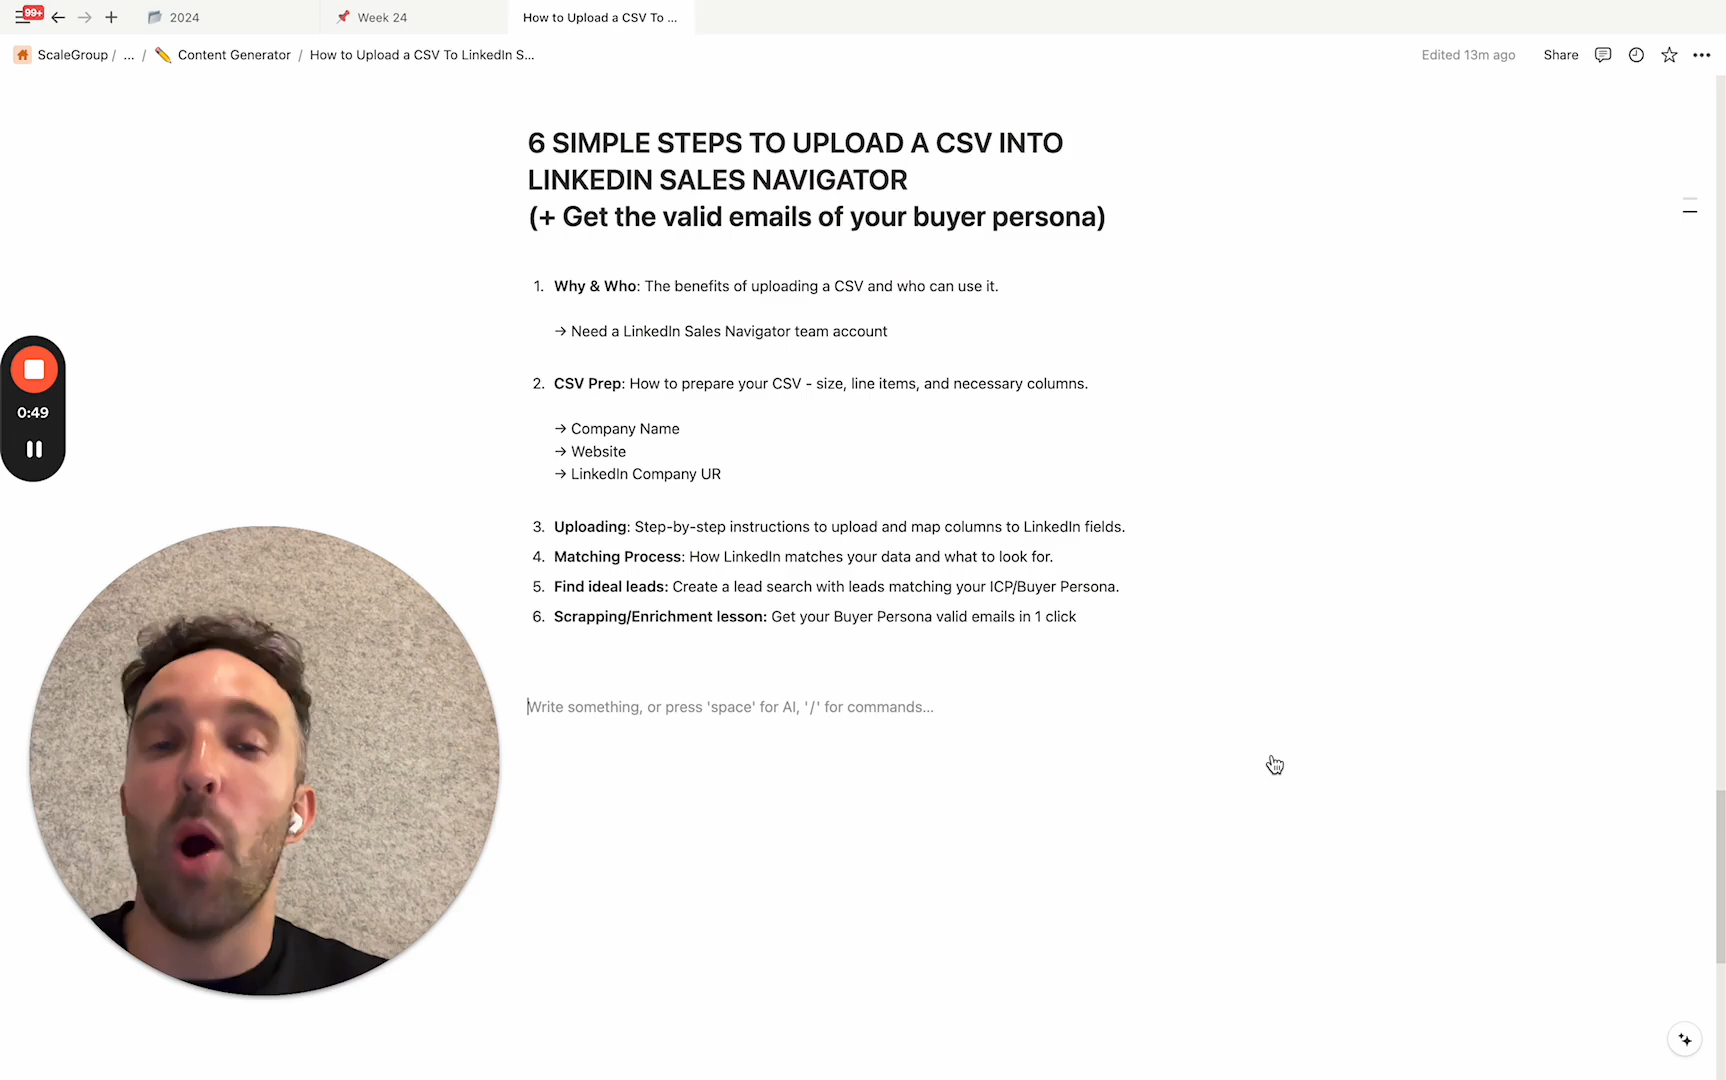 99+
2024
Week 24
How to Upload a CSV To ...
ScaleGroup / ... / Content Generator / How to Upload a CSV To LinkedIn S...
Edited 13m ago
Share
6 SIMPLE STEPS TO UPLOAD A CSV INTO
LINKEDIN SALES NAVIGATOR
(+ Get the valid emails of your buyer persona)
1. Why & Who: The benefits of uploading a CSV and who can use it.
→ Need a LinkedIn Sales Navigator team account
2. CSV Prep: How to prepare your CSV - size, line items, and necessary columns.
→ Company Name
→ Website
→ LinkedIn Company UR
3. Uploading: Step-by-step instructions to upload and map columns to LinkedIn fields.
4. Matching Process: How LinkedIn matches your data and what to look for.
5. Find ideal leads: Create a lead search with leads matching your ICP/Buyer Persona.
6. Scrapping/Enrichment lesson: Get your Buyer Persona valid emails in 1 click
Write something, or press 'space' for AI, '/' for commands...
0:49